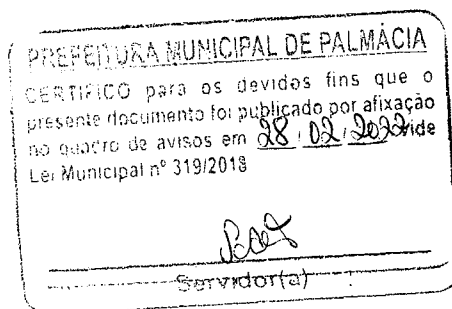 PREFEITURA MUNICIPAL DE PALMÁCIA
CERTIFICO para os devidos fins que o
presente documento foi publicado por afixação
no quadro de avisos em 28/02/2022 vide
Lei Municipal nº 319/2018
Servidor(a)